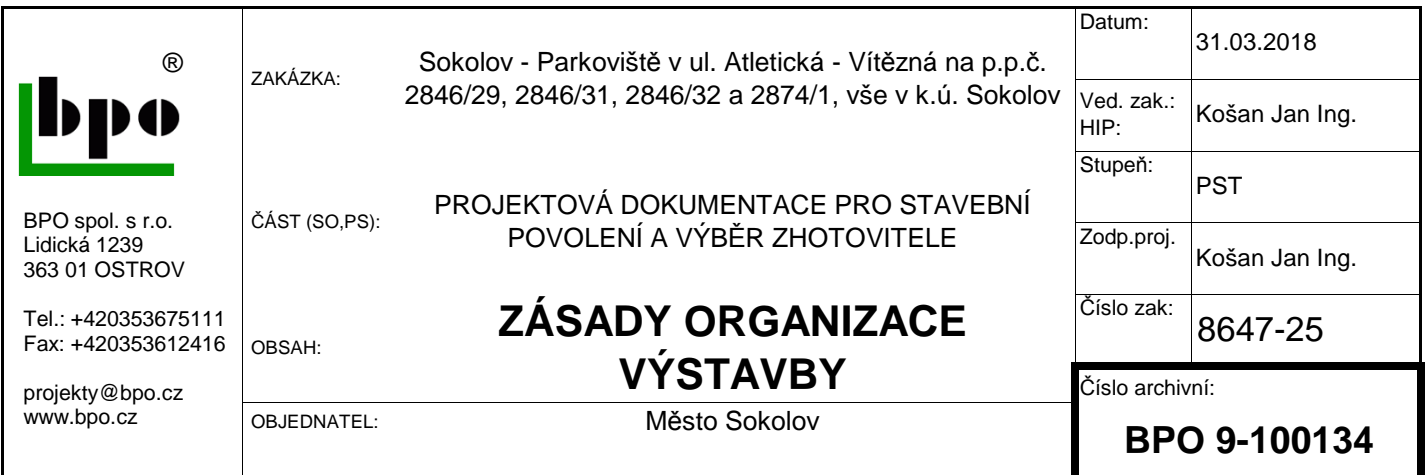 ®
bpo
BPO spol. s r.o.
Lidická 1239
363 01 OSTROV
Tel.: +420353675111
Fax: +420353612416
projekty@bpo.cz
www.bpo.cz
ZAKÁZKA:
Sokolov - Parkoviště v ul. Atletická - Vítězná na p.p.č.
2846/29, 2846/31, 2846/32 a 2874/1, vše v k.ú. Sokolov
ČÁST (SO,PS):
PROJEKTOVÁ DOKUMENTACE PRO STAVEBNÍ
POVOLENÍ A VÝBĚR ZHOTOVITELE
OBSAH:
ZÁSADY ORGANIZACE
VÝSTAVBY
OBJEDNATEL:
Město Sokolov
Datum:
31.03.2018
Ved. zak.:
HIP:
Košan Jan Ing.
Stupeň:
PST
Zodp.proj.
Košan Jan Ing.
Číslo zak:
8647-25
Číslo archivní:
BPO 9-100134